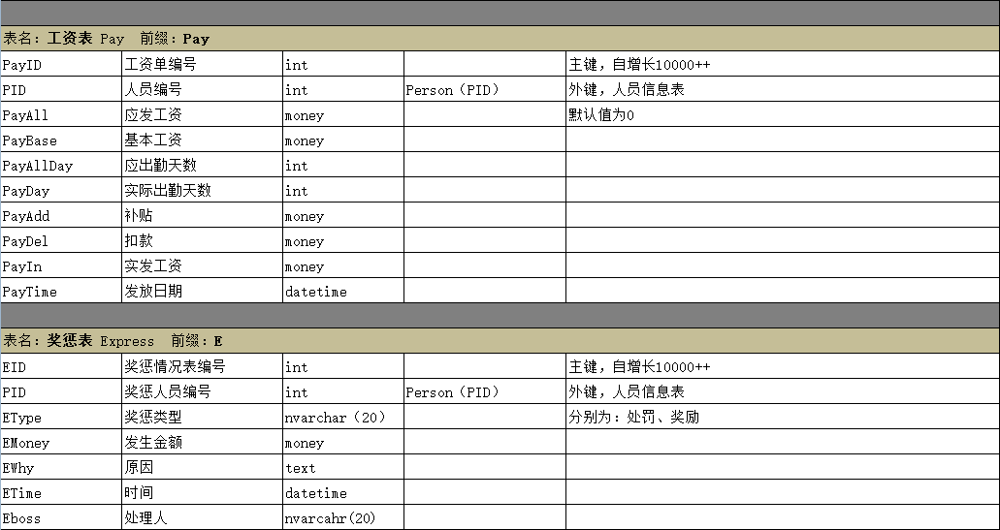 表名：工资表 Pay 前缀：Pay
PayID 工资单编号 int 主键，自增长10000++
PID 人员编号 int Person（PID） 外键，人员信息表
PayAll 应发工资 money 默认值为0
PayBase 基本工资 money
PayAllDay 应出勤天数 int
PayDay 实际出勤天数 int
PayAdd 补贴 money
PayDel 扣款 money
PayIn 实发工资 money
PayTime 发放日期 datetime
表名：奖惩表 Express 前缀：E
EID 奖惩情况表编号 int 主键，自增长10000++
PID 奖惩人员编号 int Person（PID） 外键，人员信息表
EType 奖惩类型 nvarchar（20） 分别为：处罚、奖励
EMoney 发生金额 money
EWhy 原因 text
ETime 时间 datetime
Eboss 处理人 nvarcahr(20)